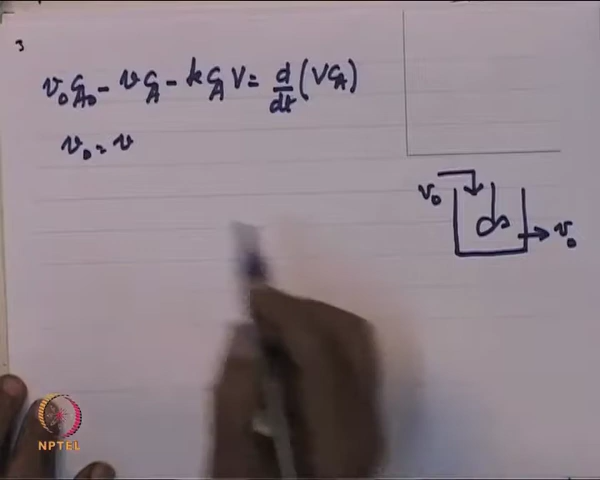 3
v₀C_A₀ - vC_A - kC_A V = d/dt (VC_A)
v₀ = v
v₀
v₀
NPTEL